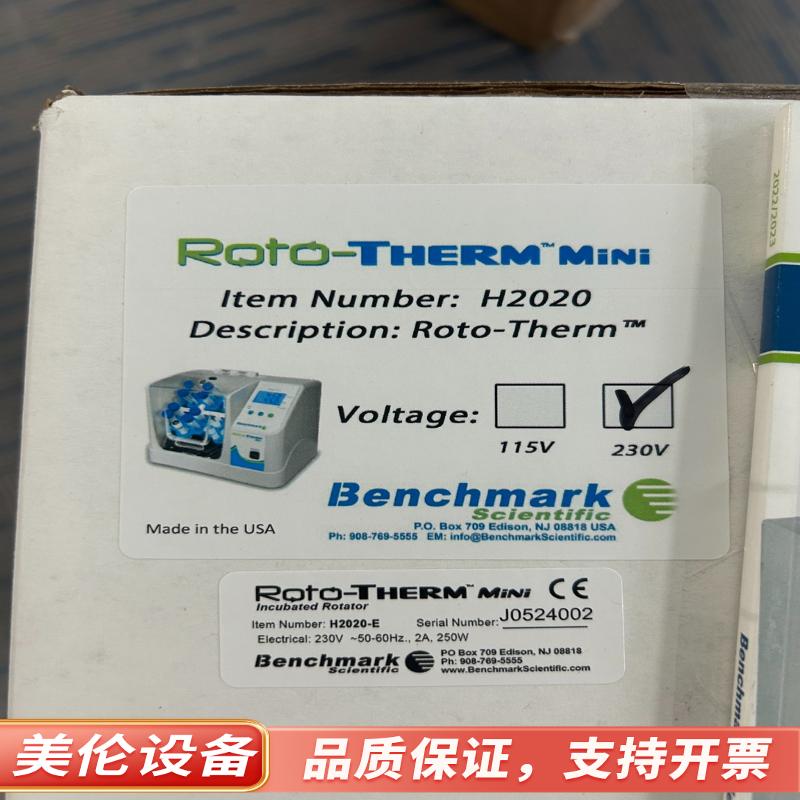 Roto-THERM™ MiNi
Item Number: H2020
Description: Roto-Therm™
Voltage:
115V
230V
Benchmark
Scientific
Made in the USA
P.O. Box 709 Edison, NJ 08818 USA
Ph: 908-769-5555 EM: info@BenchmarkScientific.com
Roto-THERM™ MiNi CE
Incubated Rotator
Item Number: H2020-E Serial Number: J0524002
Electrical: 230V ~50-60Hz., 2A, 250W
Benchmark
Scientific
PO Box 709 Edison, NJ 08818
Ph: 908-769-5555
www.BenchmarkScientific.com
2022/2023
Benchmark
美伦设备
品质保证，支持开票